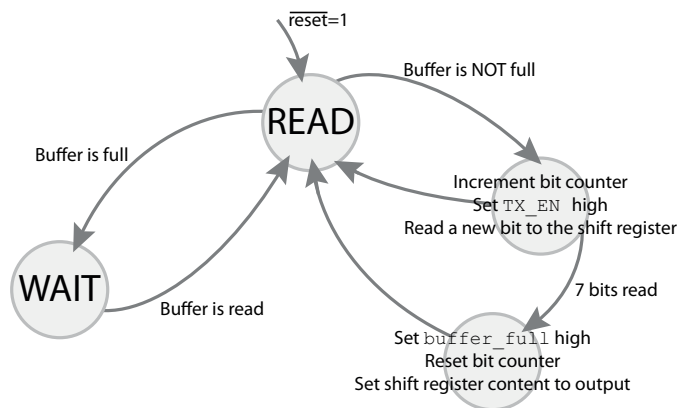 reset=1
Buffer is NOT full
READ
Buffer is full
Increment bit counter
Set TX_EN high
Read a new bit to the shift register
WAIT
7 bits read
Buffer is read
Set buffer_full high
Reset bit counter
Set shift register content to output